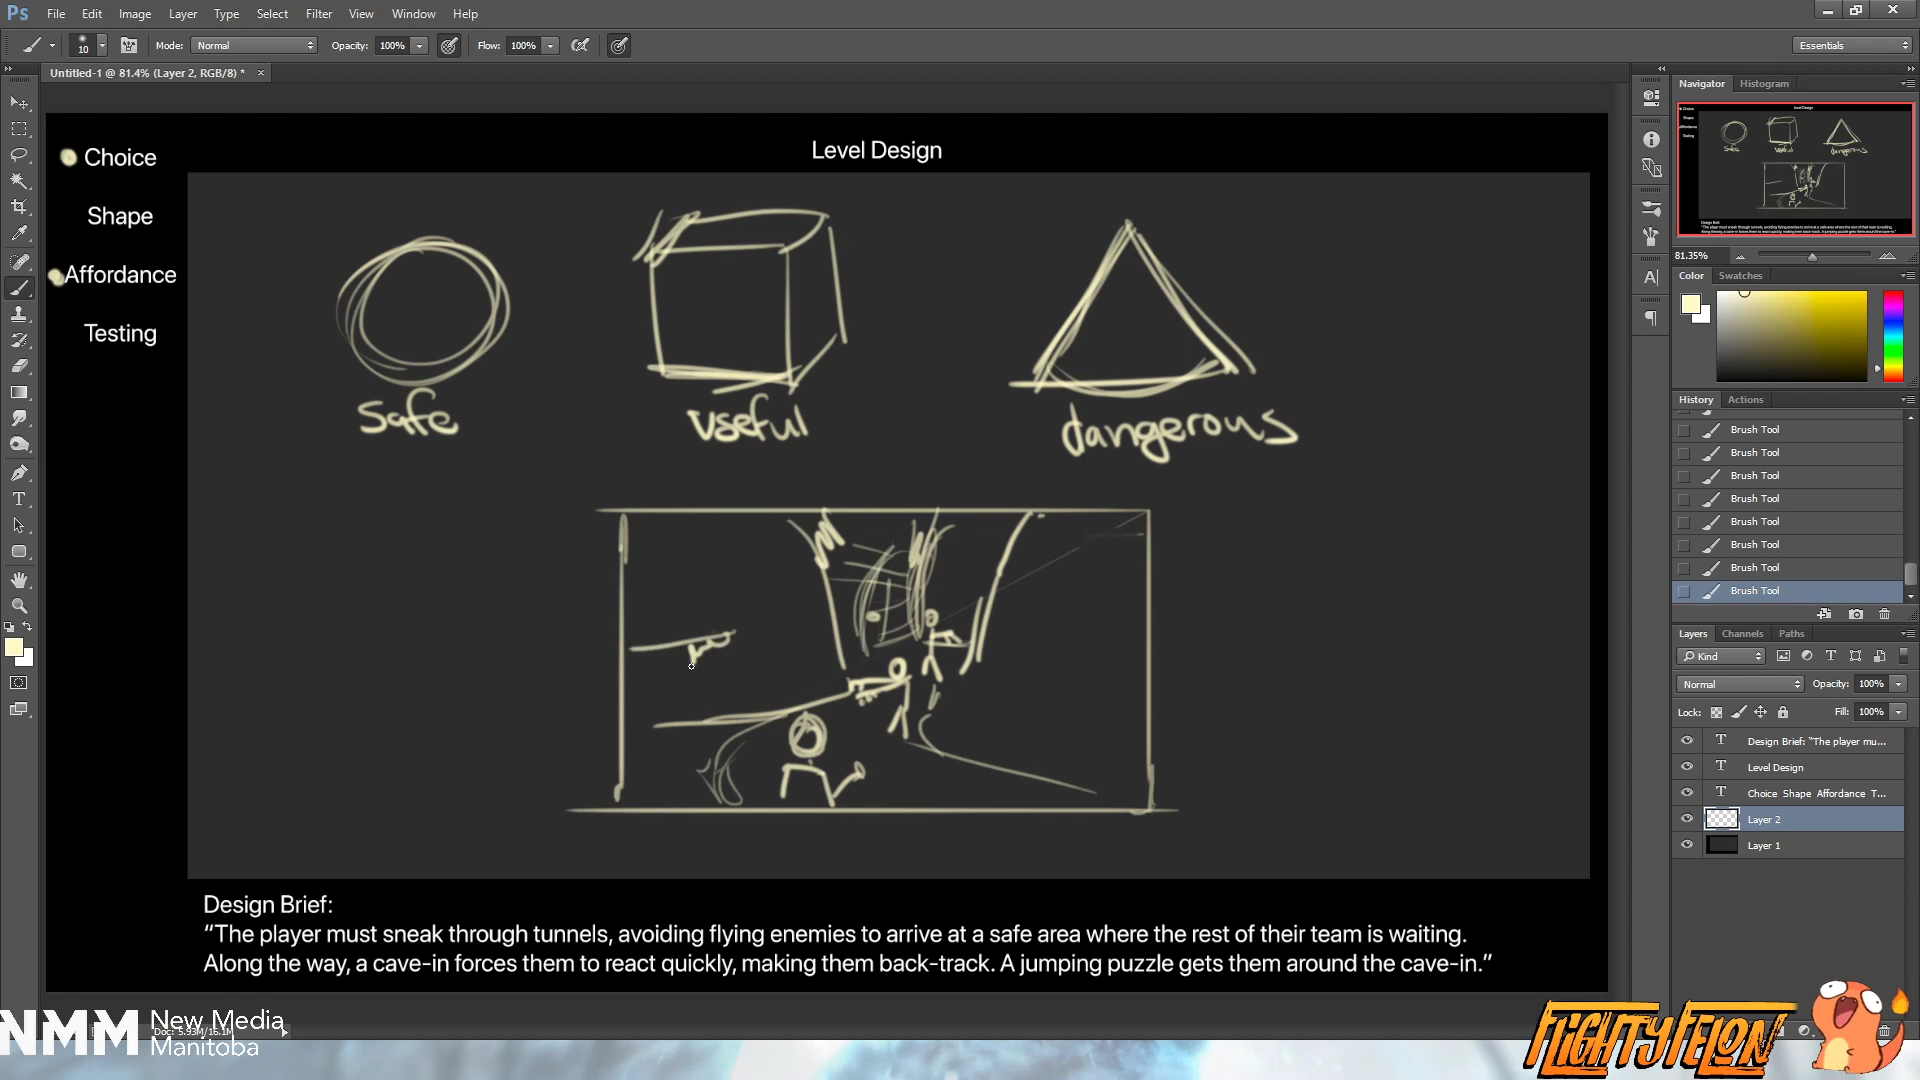 Ps File Edit Image Layer Type Select Filter View Window Help
10 Mode: Normal Opacity: 100% Flow: 100% Essentials
Untitled-1 @ 81.4% (Layer 2, RGB/8) * ×
Level Design
Choice
Shape
Affordance
Testing
Safe
useful
dangerous
Design Brief:
“The player must sneak through tunnels, avoiding flying enemies to arrive at a safe area where the rest of their team is waiting.
Along the way, a cave-in forces them to react quickly, making them back-track. A jumping puzzle gets them around the cave-in.”
NMM New Media
Manitoba
Doc: 5.93M/16.1M
Navigator Histogram
81.35%
Color Swatches
History Actions
Brush Tool
Brush Tool
Brush Tool
Brush Tool
Brush Tool
Brush Tool
Brush Tool
Brush Tool
Layers Channels Paths
Kind
Normal Opacity: 100%
Lock: Fill: 100%
Design Brief: “The player mu...
Level Design
Choice Shape Affordance T...
Layer 2
Layer 1
FLIGHTYFELON